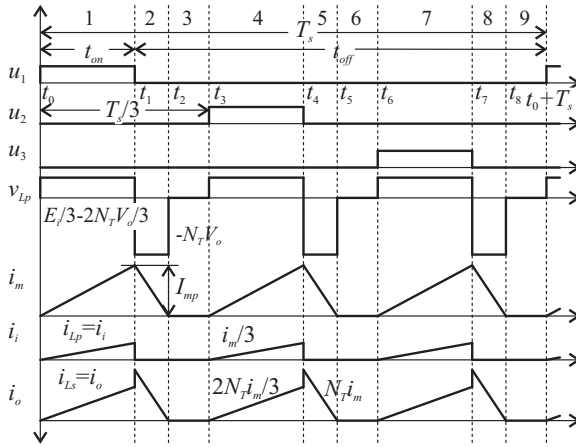 1 2 3 4 5 6 7 8 9
T_s
t_on t_off
u_1
t_0 t_1 t_2 t_3 t_4 t_5 t_6 t_7 t_8 t_0+T_s
T_s/3
u_2
u_3
v_Lp
E_i/3-2N_TV_o/3
-N_TV_o
i_m
I_mp
i_i
i_Lp=i_i i_m/3
i_o
i_Ls=i_o 2N_Ti_m/3 N_Ti_m